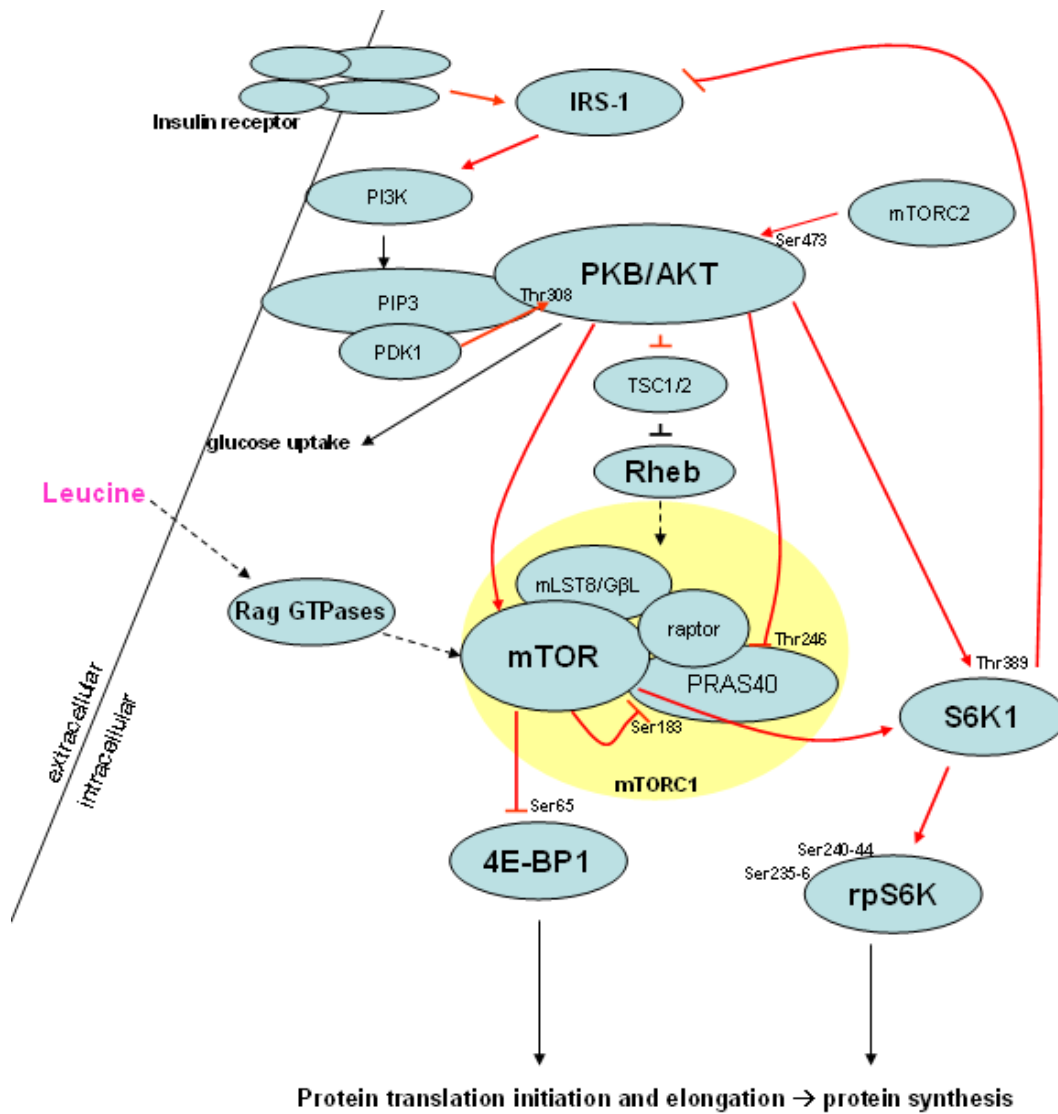 IRS-1
Insulin receptor
PI3K
mTORC2
Ser473
PKB/AKT
Thr308
PIP3
PDK1
TSC1/2
glucose uptake
Rheb
Leucine
mLST8/GβL
Rag GTPases
raptor
Thr246
mTOR
PRAS40
Thr389
S6K1
Ser183
extracellular
intracellular
mTORC1
Ser65
4E-BP1
Ser240-44
Ser235-6
rpS6K
Protein translation initiation and elongation → protein synthesis